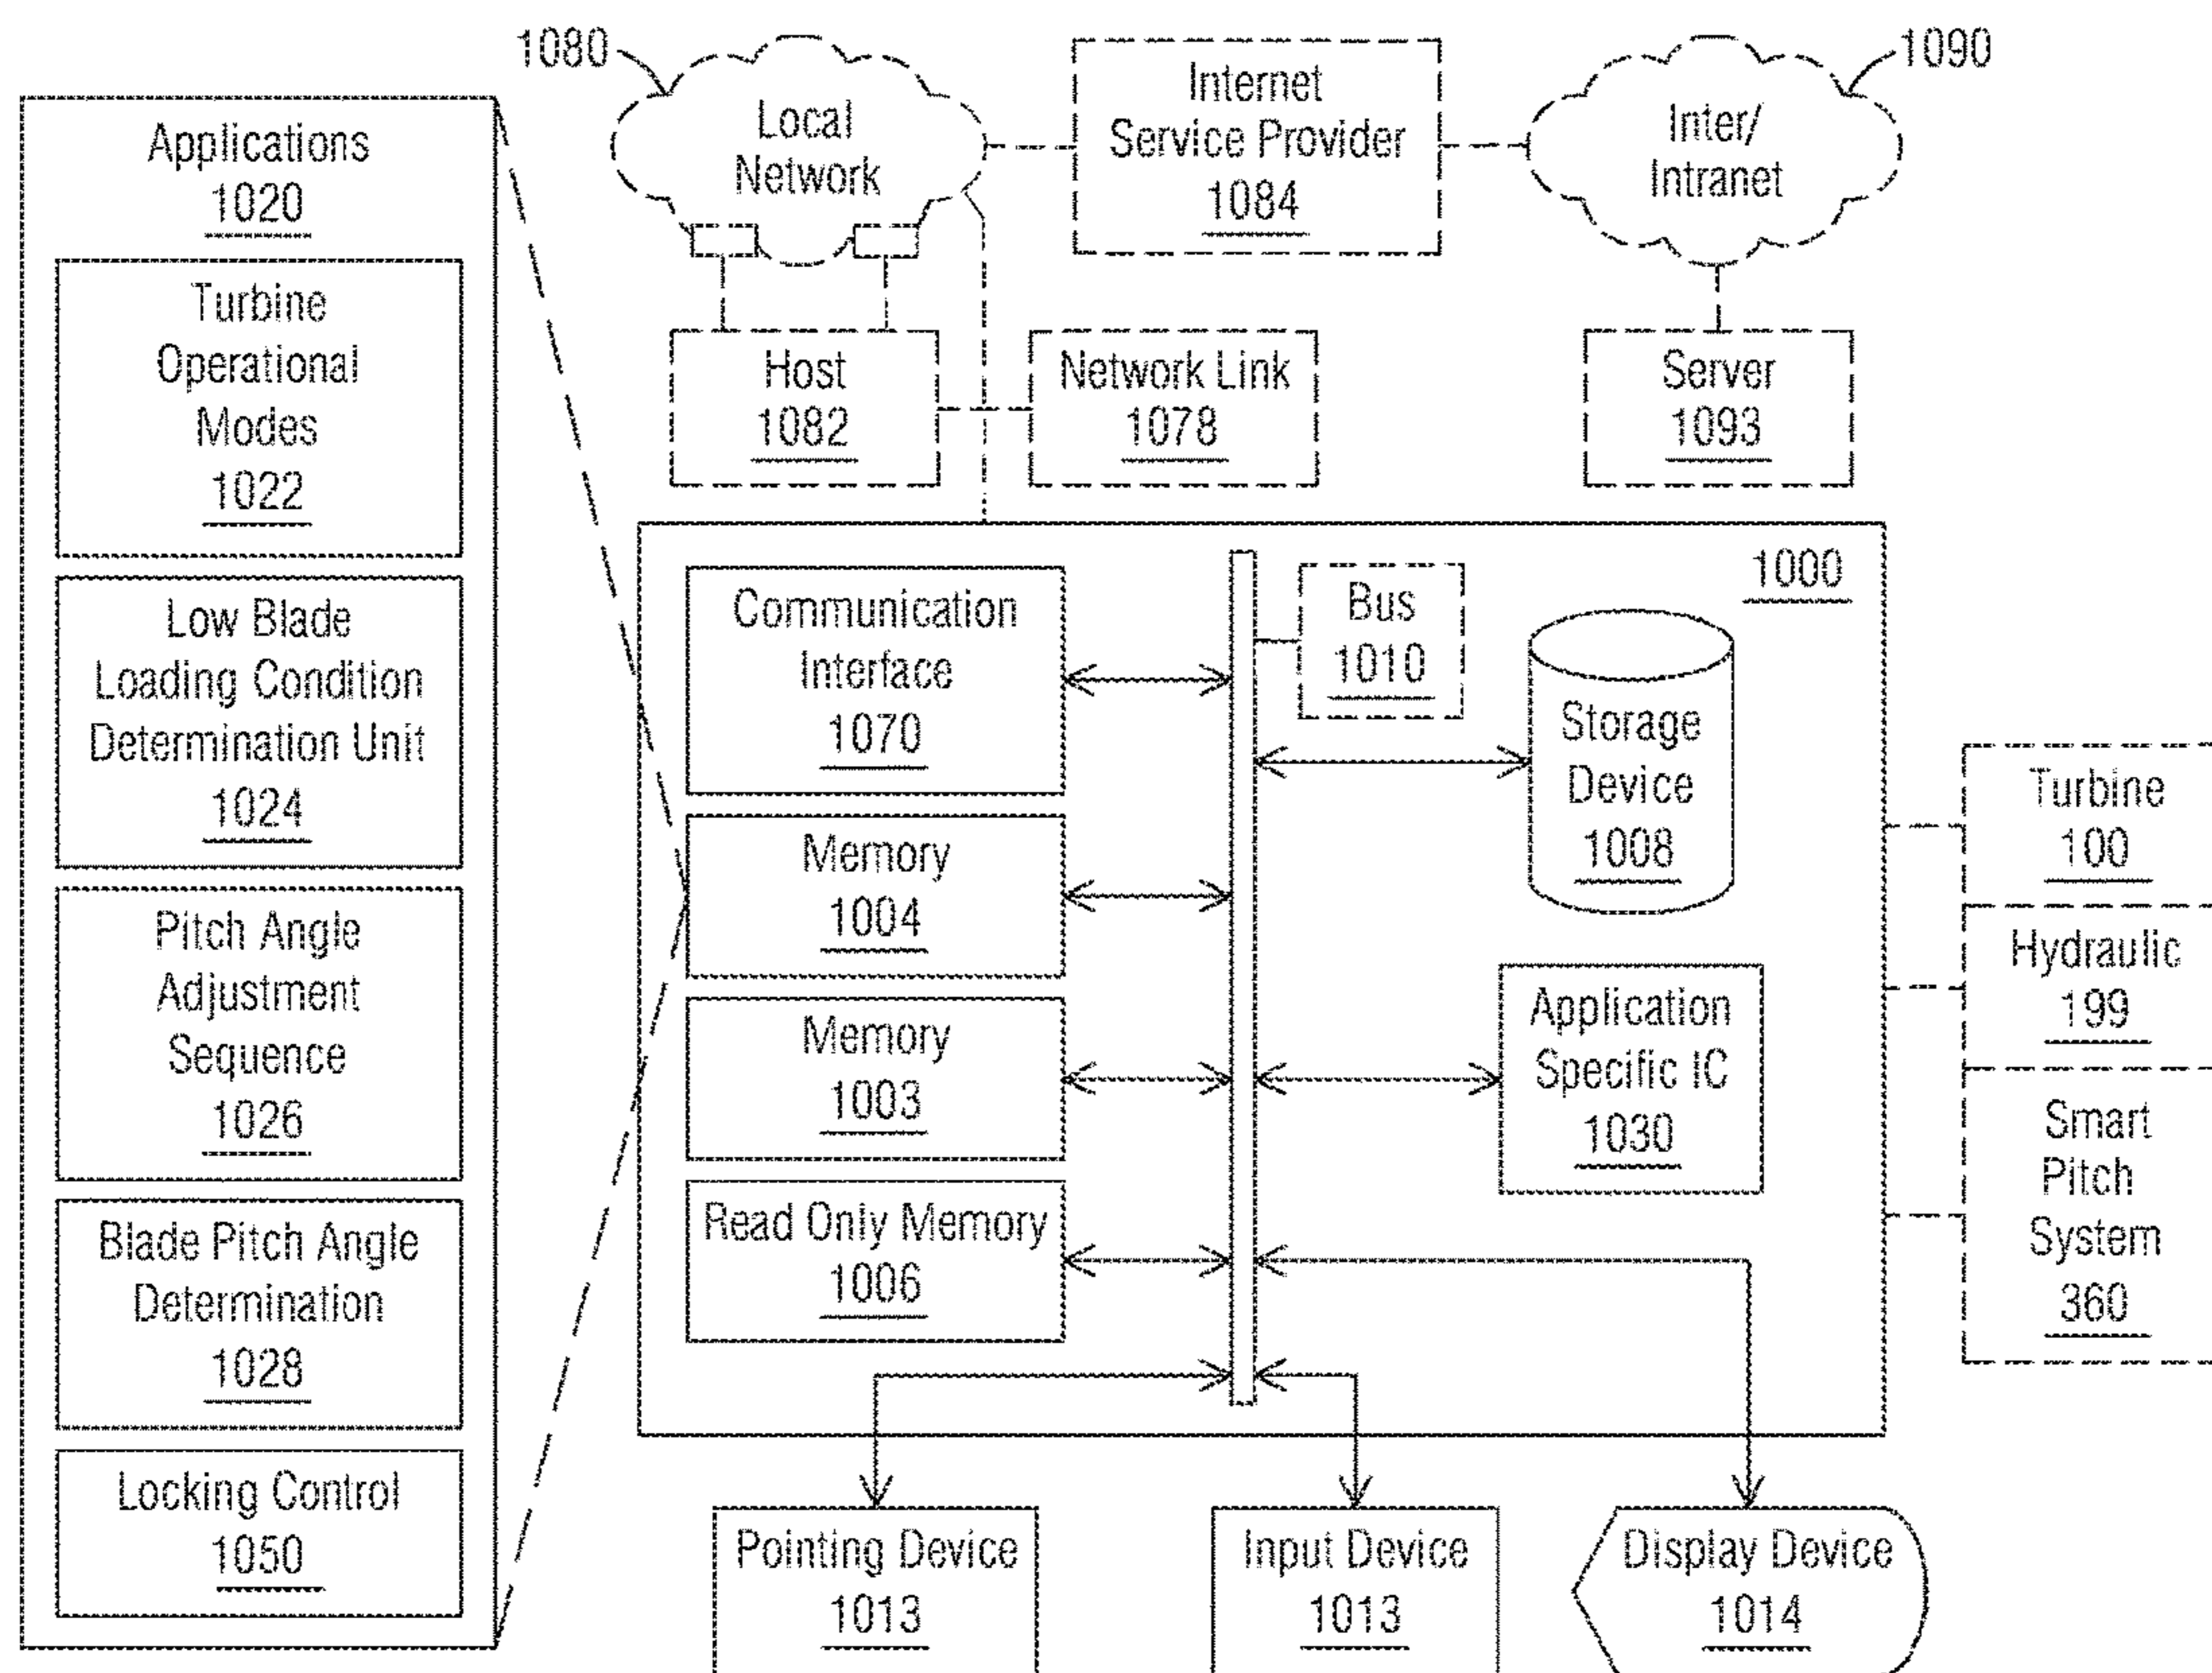 1080
Local
Network
Internet
Service Provider
1084
1090
Inter/
Intranet
Applications
1020
Turbine
Operational
Modes
1022
Low Blade
Loading Condition
Determination Unit
1024
Pitch Angle
Adjustment
Sequence
1026
Blade Pitch Angle
Determination
1028
Locking Control
1050
Host
1082
Network Link
1078
Server
1093
1000
Communication
Interface
1070
Bus
1010
Storage
Device
1008
Memory
1004
Memory
1003
Application
Specific IC
1030
Read Only Memory
1006
Turbine
100
Hydraulic
199
Smart
Pitch
System
360
Pointing Device
1013
Input Device
1013
Display Device
1014